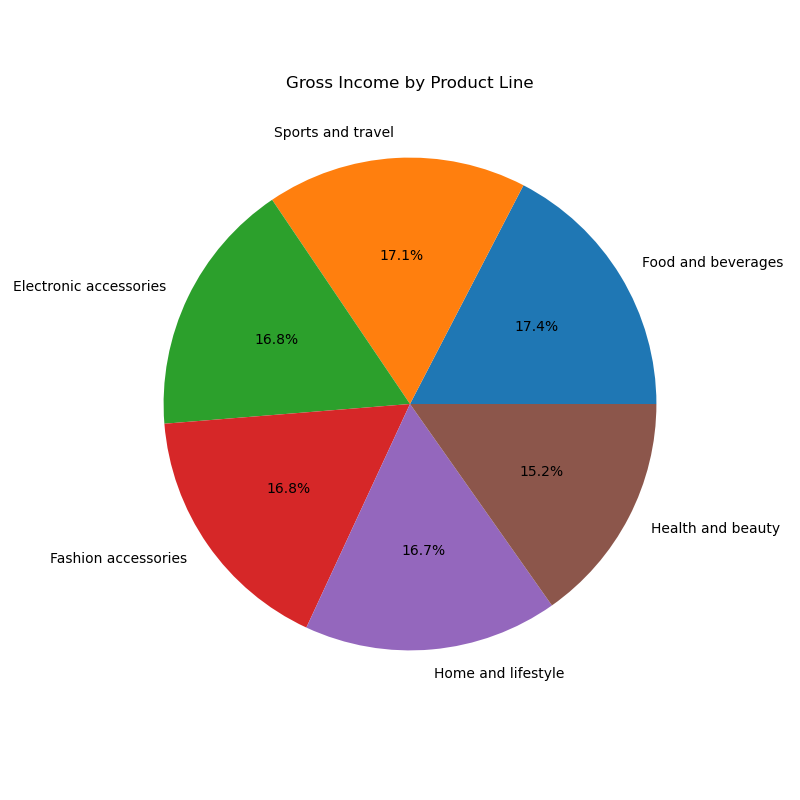 Gross Income by Product Line
Sports and travel
17.1%
Food and beverages
17.4%
Electronic accessories
16.8%
Fashion accessories
16.8%
Home and lifestyle
16.7%
Health and beauty
15.2%